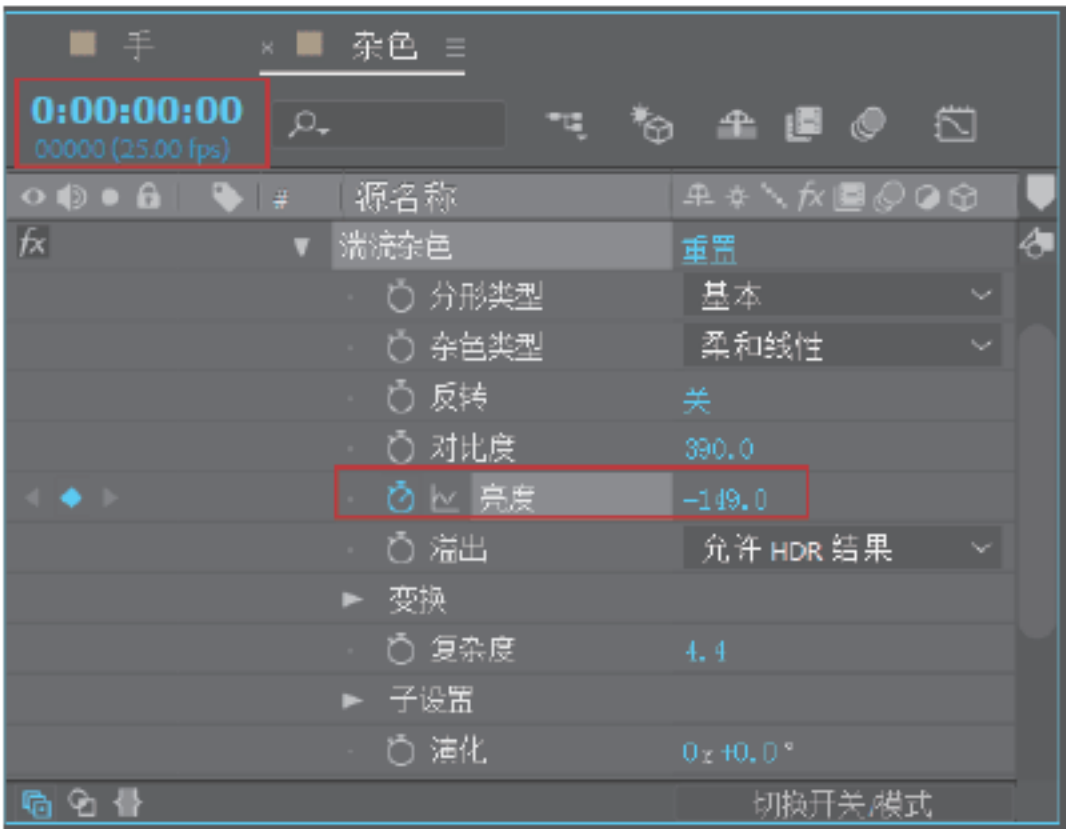 手 × 杂色
0:00:00:00
00000 (25.00 fps)
# 源名称 fx
fx 湍流杂色 重置
分形类型 基本
杂色类型 柔和线性
反转 关
对比度 390.0
亮度 -149.0
溢出 允许 HDR 结果
变换
复杂度 4.4
子设置
演化 0x+0.0°
切换开关/模式